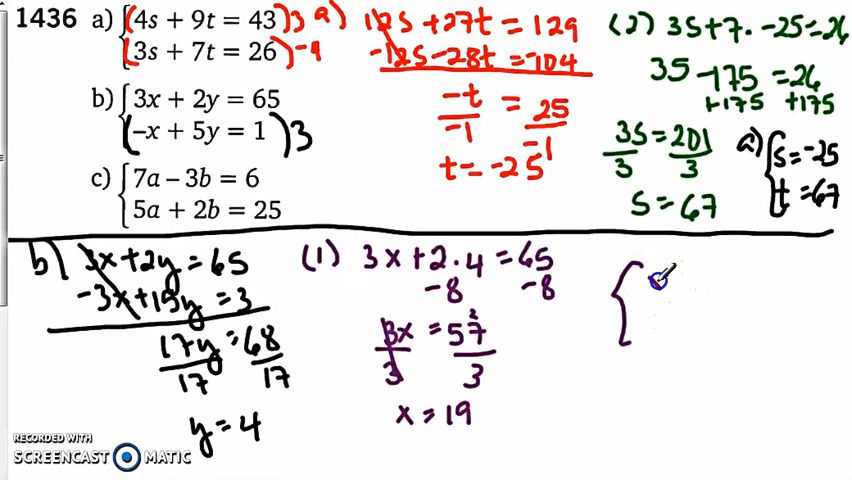 1436 a) {(4s + 9t = 43)3
(3s + 7t = 26)-4
b) {3x + 2y = 65
(-x + 5y = 1)3
c) {7a - 3b = 6
5a + 2b = 25
a) 12s + 27t = 129
-12s - 28t = -104
-t = 25
-1 -1
t = -25
(2) 3s + 7 · -25 = 26
3s - 175 = 26
+175 +175
3s = 201
3 3
s = 67
a) {s = -25
t = 67
b) 3x + 2y = 65
-3x + 15y = 3
17y = 68
17 17
y = 4
(1) 3x + 2 · 4 = 65
-8 -8
3x = 57
3 3
x = 19
{
RECORDED WITH
SCREENCAST MATIC